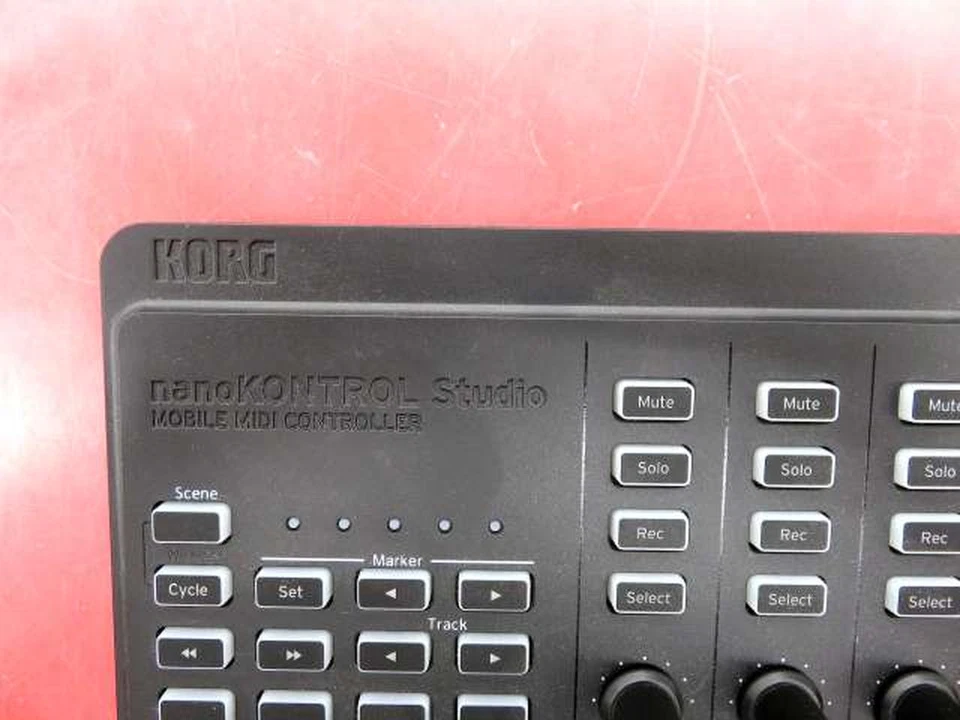 KORG
nanoKONTROL Studio
MOBILE MIDI CONTROLLER
Mute Mute Mute
Solo Solo Solo
Scene
Rec Rec Rec
Marker
Cycle Set
Select Select Select
Track